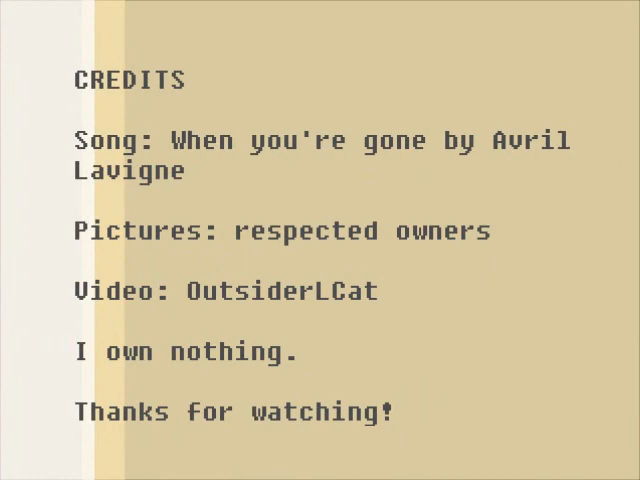 CREDITS
Song: When you're gone by Avril
Lavigne
Pictures: respected owners
Video: OutsiderLCat
I own nothing.
Thanks for watching!